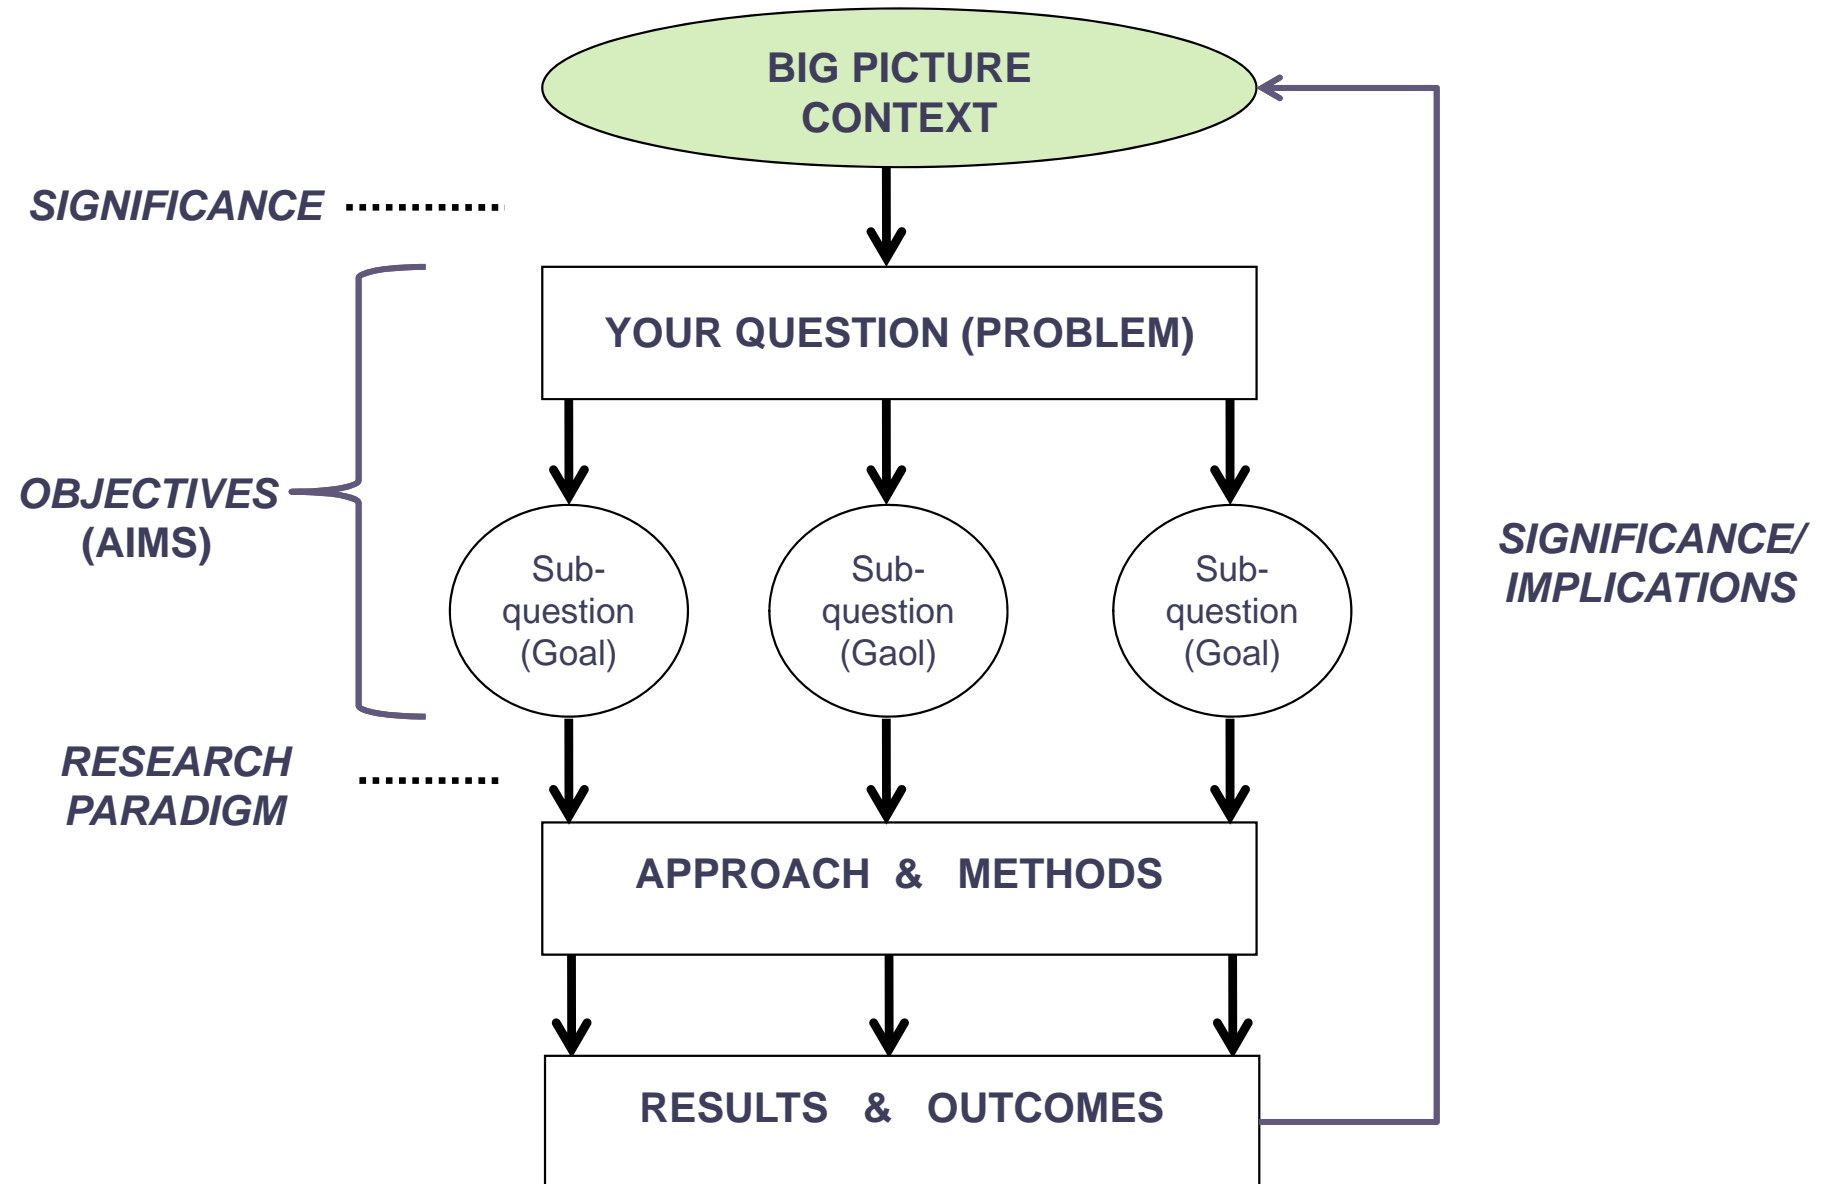 BIG PICTURE
CONTEXT
SIGNIFICANCE
YOUR QUESTION (PROBLEM)
OBJECTIVES
(AIMS)
Sub-
question
(Goal)
Sub-
question
(Gaol)
Sub-
question
(Goal)
SIGNIFICANCE/
IMPLICATIONS
RESEARCH
PARADIGM
APPROACH & METHODS
RESULTS & OUTCOMES